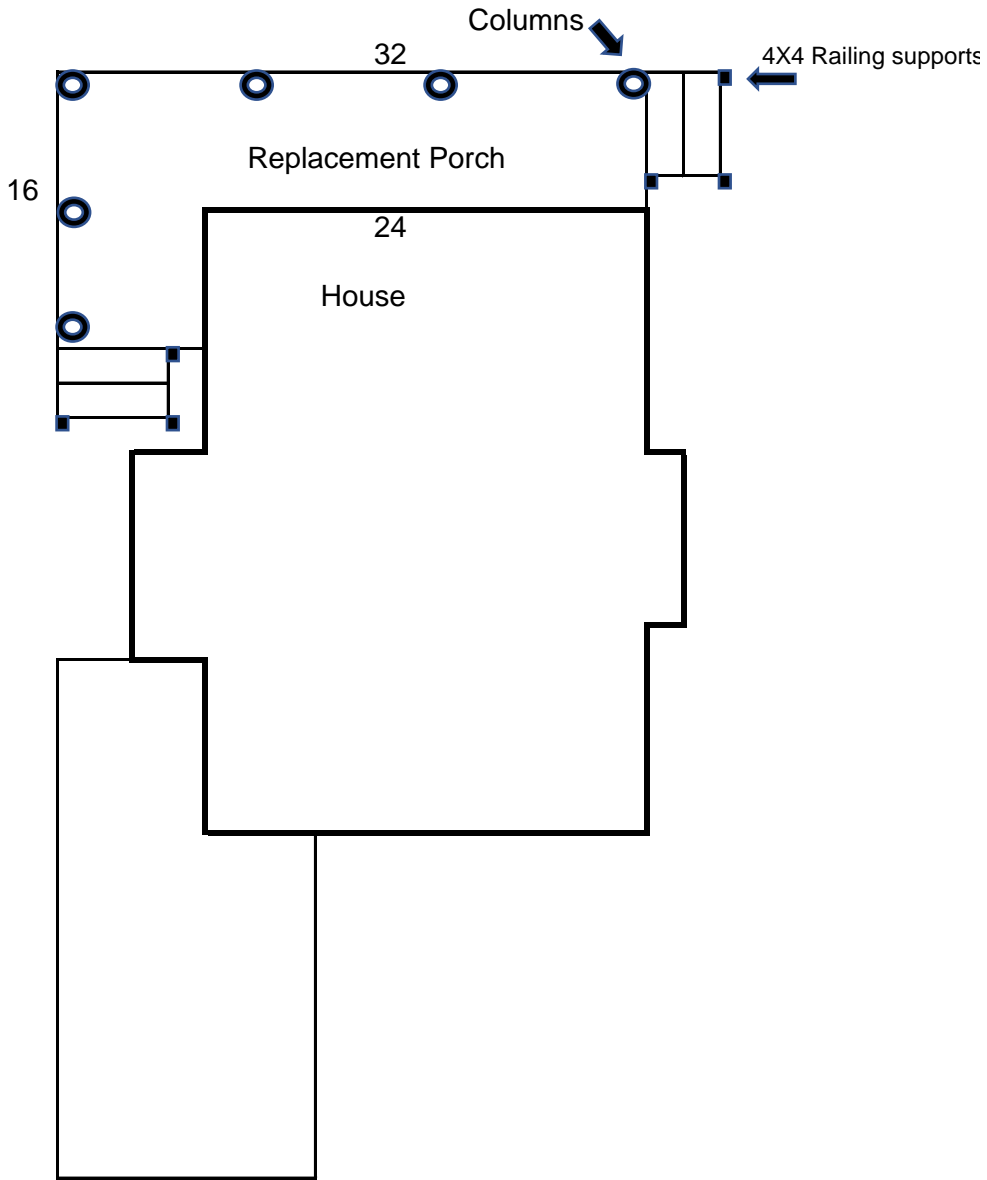 Columns
32
4X4 Railing supports
Replacement Porch
16
24
House